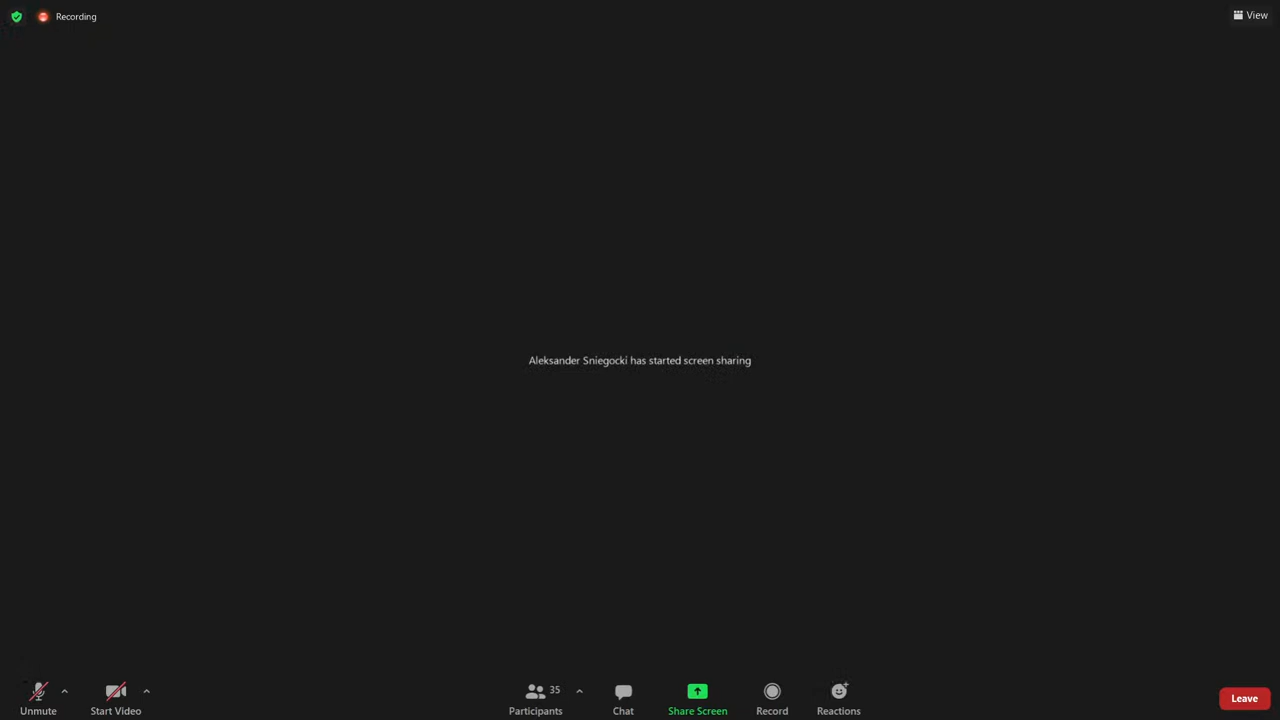 Recording
View
Aleksander Sniegocki has started screen sharing
35
Unmute
Start Video
Participants
Chat
Share Screen
Record
Reactions
Leave